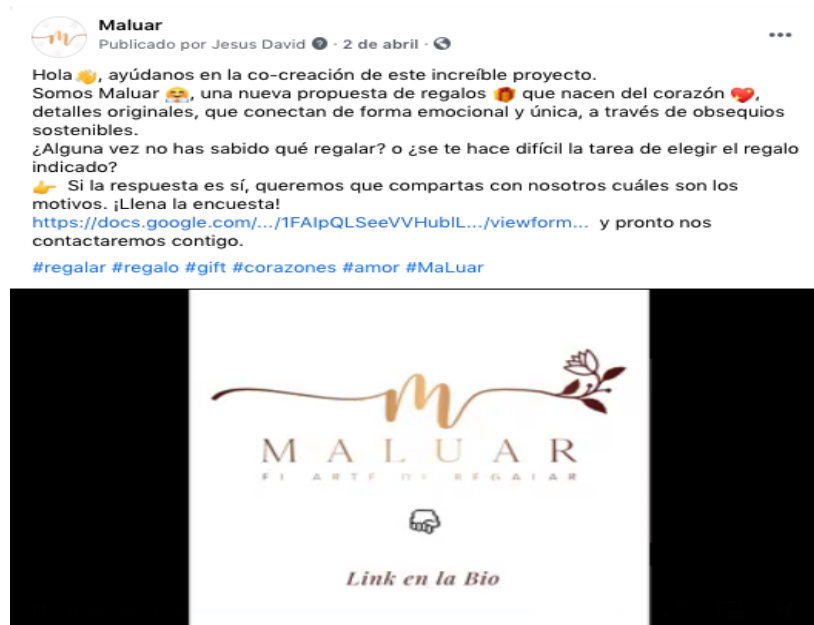 Maluar
Publicado por Jesus David · 2 de abril ·
Hola 👋, ayúdanos en la co-creación de este increíble proyecto.
Somos Maluar 🤗, una nueva propuesta de regalos 🎁 que nacen del corazón 💖,
detalles originales, que conectan de forma emocional y única, a través de obsequios
sostenibles.
¿Alguna vez no has sabido qué regalar? o ¿se te hace difícil la tarea de elegir el regalo
indicado?
👉 Si la respuesta es sí, queremos que compartas con nosotros cuáles son los
motivos. ¡Llena la encuesta!
https://docs.google.com/.../1FAIpQLSeeVVHublL.../viewform... y pronto nos
contactaremos contigo.
#regalar #regalo #gift #corazones #amor #MaLuar
m
MALUAR
EL ARTE DE REGALAR
Link en la Bio